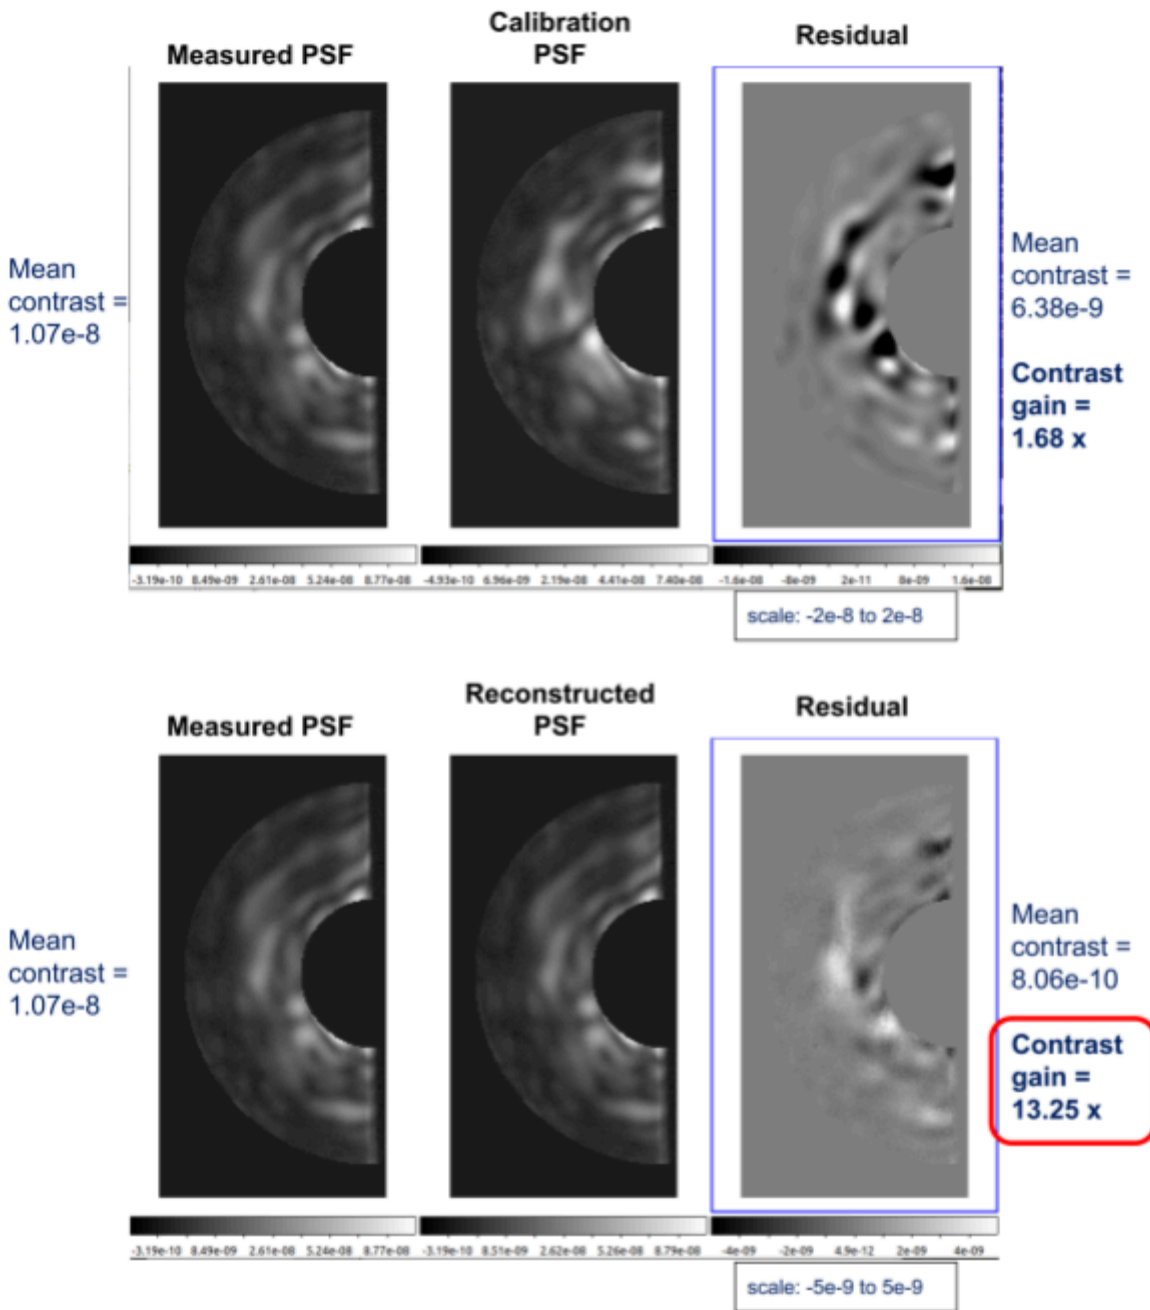 Measured PSF
Calibration
PSF
Residual
Mean
contrast =
1.07e-8
Mean
contrast =
6.38e-9
Contrast
gain =
1.68 x
-3.19e-10 8.49e-09 2.61e-08 5.24e-08 8.77e-08
-4.93e-10 6.96e-09 2.19e-08 4.41e-08 7.40e-08
-1.6e-08 -8e-09 2e-11 8e-09 1.6e-08
scale: -2e-8 to 2e-8
Measured PSF
Reconstructed
PSF
Residual
Mean
contrast =
1.07e-8
Mean
contrast =
8.06e-10
Contrast
gain =
13.25 x
-3.19e-10 8.49e-09 2.61e-08 5.24e-08 8.77e-08
-3.19e-10 8.51e-09 2.62e-08 5.26e-08 8.79e-08
-4e-09 -2e-09 4.9e-12 2e-09 4e-09
scale: -5e-9 to 5e-9